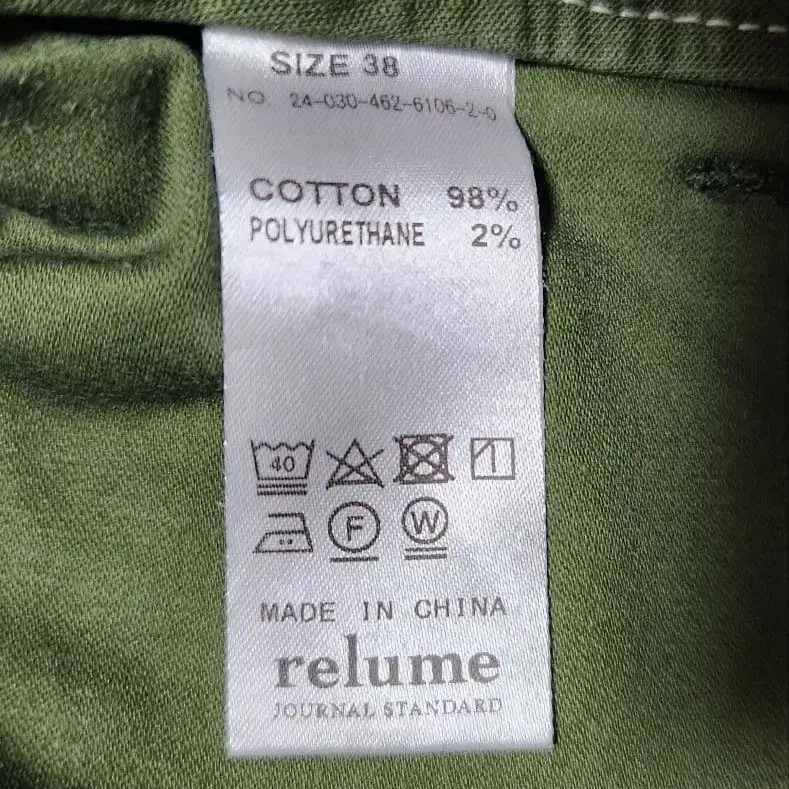 SIZE 38
NO. 24-030-462-6106-2-0
COTTON 98%
POLYURETHANE 2%
40
F W
MADE IN CHINA
relume
JOURNAL STANDARD